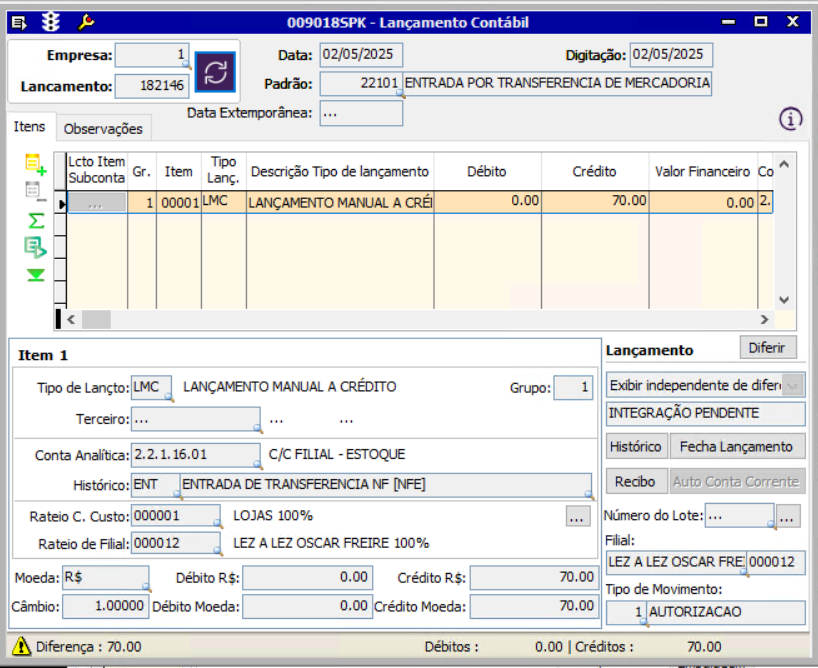 009018SPK - Lançamento Contábil
Empresa: 1 Data: 02/05/2025 Digitação: 02/05/2025
Lancamento: 182146 Padrão: 22101 ENTRADA POR TRANSFERENCIA DE MERCADORIA
Data Extemporânea: ...
Itens Observações
Lcto Item Subconta Gr. Item Tipo Lanç. Descrição Tipo de lançamento Débito Crédito Valor Financeiro Co
... 1 00001 LMC LANÇAMENTO MANUAL A CRÉI 0.00 70.00 0.00 2.
Item 1
Tipo de Lançto: LMC LANÇAMENTO MANUAL A CRÉDITO Grupo: 1
Terceiro: ... ... ...
Conta Analítica: 2.2.1.16.01 C/C FILIAL - ESTOQUE
Histórico: ENT ENTRADA DE TRANSFERENCIA NF [NFE]
Rateio C. Custo: 000001 LOJAS 100% ...
Rateio de Filial: 000012 LEZ A LEZ OSCAR FREIRE 100%
Moeda: R$ Débito R$: 0.00 Crédito R$: 70.00
Câmbio: 1.00000 Débito Moeda: 0.00 Crédito Moeda: 70.00
Lançamento Diferir
Exibir independente de difere
INTEGRAÇÃO PENDENTE
Histórico Fecha Lançamento
Recibo Auto Conta Corrente
Número do Lote: ... ...
Filial:
LEZ A LEZ OSCAR FRE 000012
Tipo de Movimento:
1 AUTORIZACAO
Diferença : 70.00 Débitos : 0.00 | Créditos : 70.00